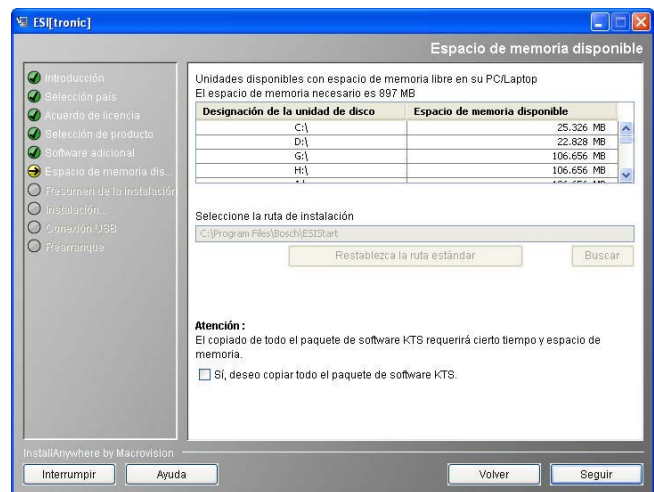 ESI[tronic]
Espacio de memoria disponible
Introducción
Selección país
Acuerdo de licencia
Selección de producto
Software adicional
Espacio de memoria dis...
Resumen de la instalación
Instalación...
Conexión USB
Rearranque
Unidades disponibles con espacio de memoria libre en su PC/Laptop
El espacio de memoria necesario es 897 MB
Designación de la unidad de disco Espacio de memoria disponible
C:\ 25.326 MB
D:\ 22.828 MB
G:\ 106.656 MB
H:\ 106.656 MB
Seleccione la ruta de instalación
C:\Program Files\Bosch\ESIStart
Restablezca la ruta estándar Buscar
Atención :
El copiado de todo el paquete de software KTS requerirá cierto tiempo y espacio de
memoria.
Sí, deseo copiar todo el paquete de software KTS.
InstallAnywhere by Macrovision
Interrumpir Ayuda Volver Seguir